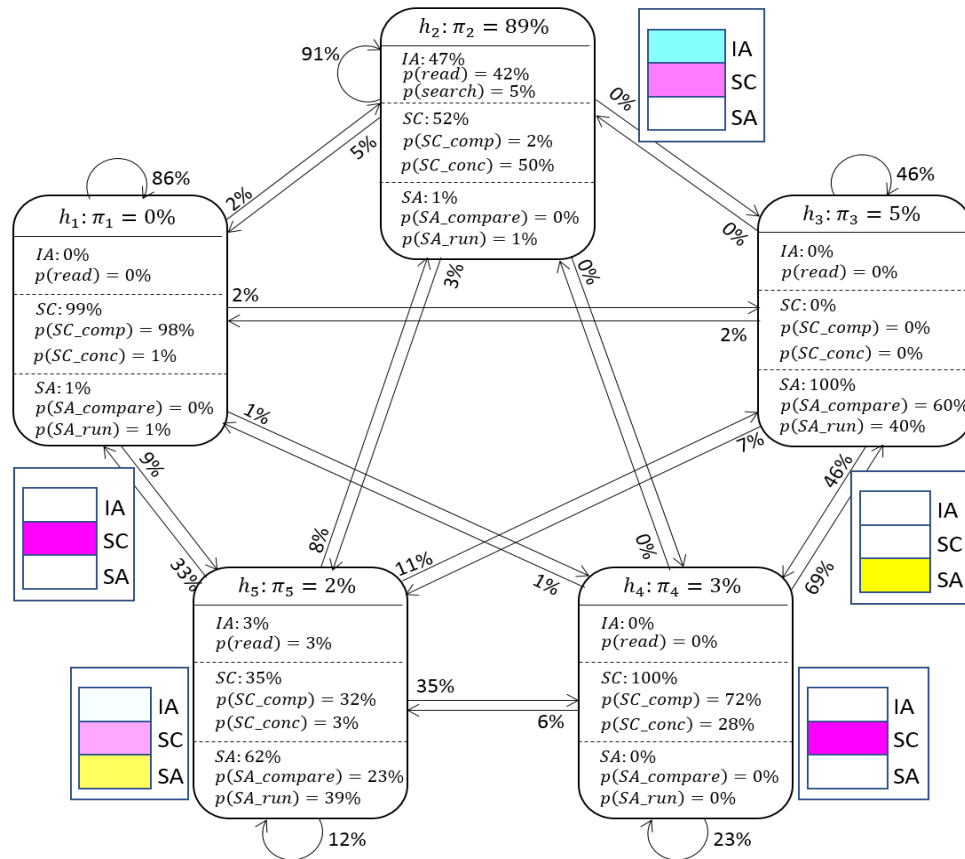 h₂: π₂ = 89%
IA: 47%
p(read) = 42%
p(search) = 5%
SC: 52%
p(SC_comp) = 2%
p(SC_conc) = 50%
SA: 1%
p(SA_compare) = 0%
p(SA_run) = 1%
91%
IA
SC
SA
0%
0%
5%
2%
3%
0%
86%
h₁: π₁ = 0%
IA: 0%
p(read) = 0%
SC: 99%
p(SC_comp) = 98%
p(SC_conc) = 1%
SA: 1%
p(SA_compare) = 0%
p(SA_run) = 1%
46%
h₃: π₃ = 5%
IA: 0%
p(read) = 0%
SC: 0%
p(SC_comp) = 0%
p(SC_conc) = 0%
SA: 100%
p(SA_compare) = 60%
p(SA_run) = 40%
2%
2%
1%
7%
9%
46%
IA
SC
SA
IA
SC
SA
33%
8%
11%
0%
1%
69%
h₅: π₅ = 2%
IA: 3%
p(read) = 3%
SC: 35%
p(SC_comp) = 32%
p(SC_conc) = 3%
SA: 62%
p(SA_compare) = 23%
p(SA_run) = 39%
12%
IA
SC
SA
35%
6%
h₄: π₄ = 3%
IA: 0%
p(read) = 0%
SC: 100%
p(SC_comp) = 72%
p(SC_conc) = 28%
SA: 0%
p(SA_compare) = 0%
p(SA_run) = 0%
23%
IA
SC
SA